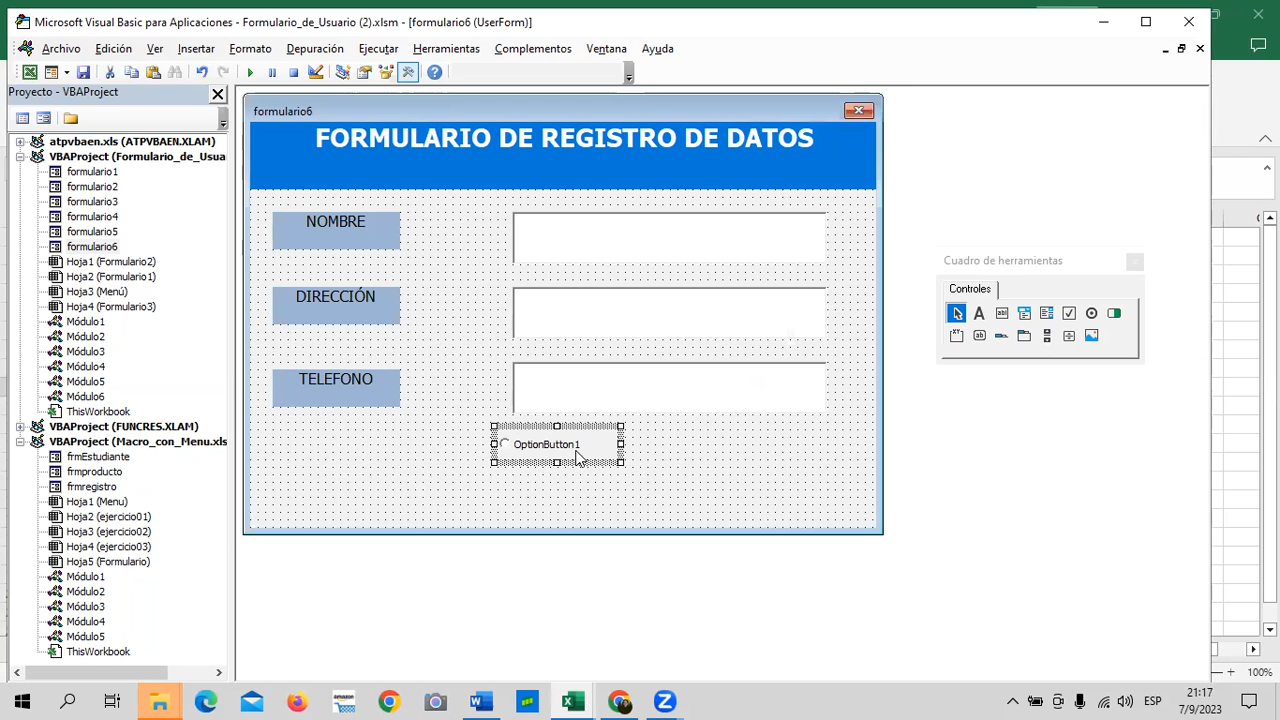 Microsoft Visual Basic para Aplicaciones - Formulario_de_Usuario (2).xlsm - [formulario6 (UserForm)]
Archivo Edición Ver Insertar Formato Depuración Ejecutar Herramientas Complementos Ventana Ayuda
Proyecto - VBAProject
atpvbaen.xls (ATPVBAEN.XLAM)
VBAProject (Formulario_de_Usua
formulario1
formulario2
formulario3
formulario4
formulario5
formulario6
Hoja1 (Formulario2)
Hoja2 (Formulario1)
Hoja3 (Menú)
Hoja4 (Formulario3)
Módulo1
Módulo2
Módulo3
Módulo4
Módulo5
Módulo6
ThisWorkbook
VBAProject (FUNCRES.XLAM)
VBAProject (Macro_con_Menu.xls
frmEstudiante
frmproducto
frmregistro
Hoja1 (Menu)
Hoja2 (ejercicio01)
Hoja3 (ejercicio02)
Hoja4 (ejercicio03)
Hoja5 (Formulario)
Módulo1
Módulo2
Módulo3
Módulo4
Módulo5
ThisWorkbook
formulario6
FORMULARIO DE REGISTRO DE DATOS
NOMBRE
DIRECCIÓN
TELEFONO
OptionButton1
Cuadro de herramientas
Controles
100%
ESP
21:17
7/9/2023